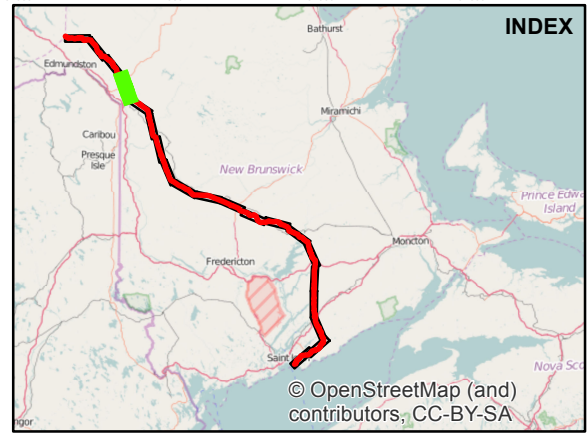 INDEX
Bathurst
Edmundston
Miramichi
Caribou
Presque
Isle
New Brunswick
Prince Edw
Island
Moncton
Fredericton
Saint
Nova Sco
ngor
© OpenStreetMap (and)
contributors, CC-BY-SA